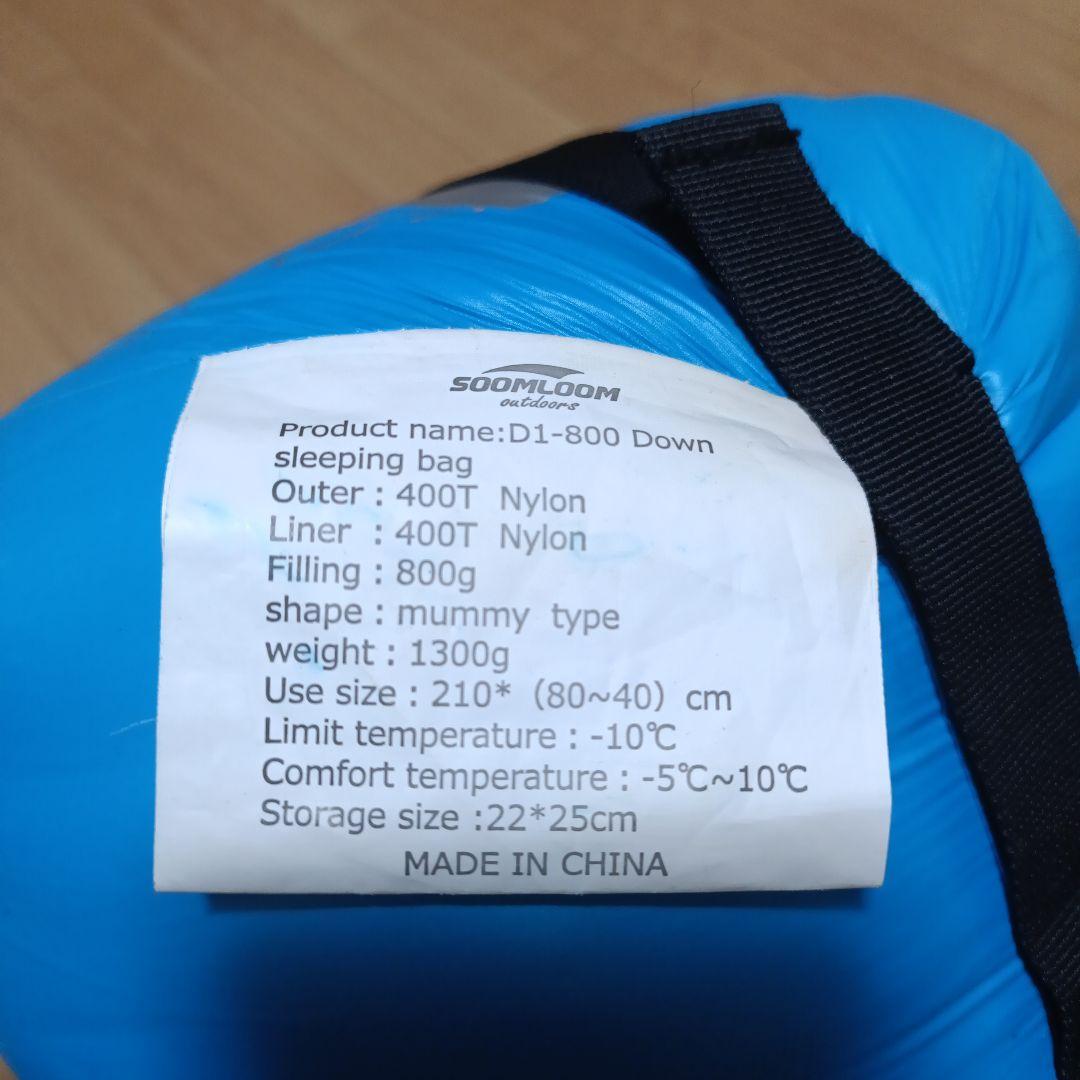 SOOMLOOM
outdoors
Product name:D1-800 Down
sleeping bag
Outer : 400T Nylon
Liner : 400T Nylon
Filling : 800g
shape : mummy type
weight : 1300g
Use size : 210* (80~40) cm
Limit temperature : -10℃
Comfort temperature : -5℃~10℃
Storage size :22*25cm
MADE IN CHINA